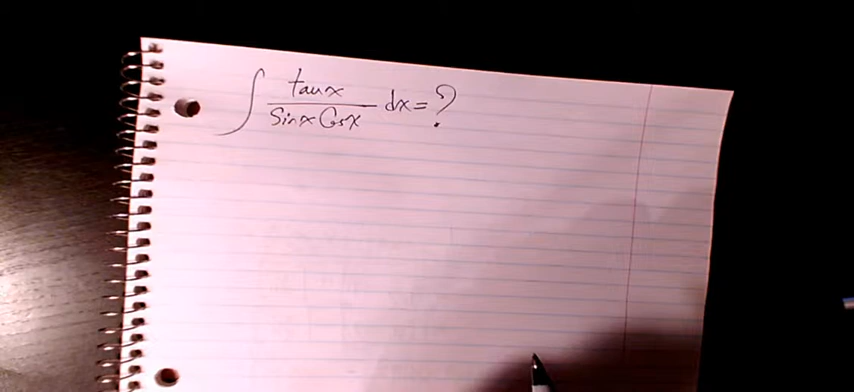 ∫ tanx / Sinx Cosx dx = ?